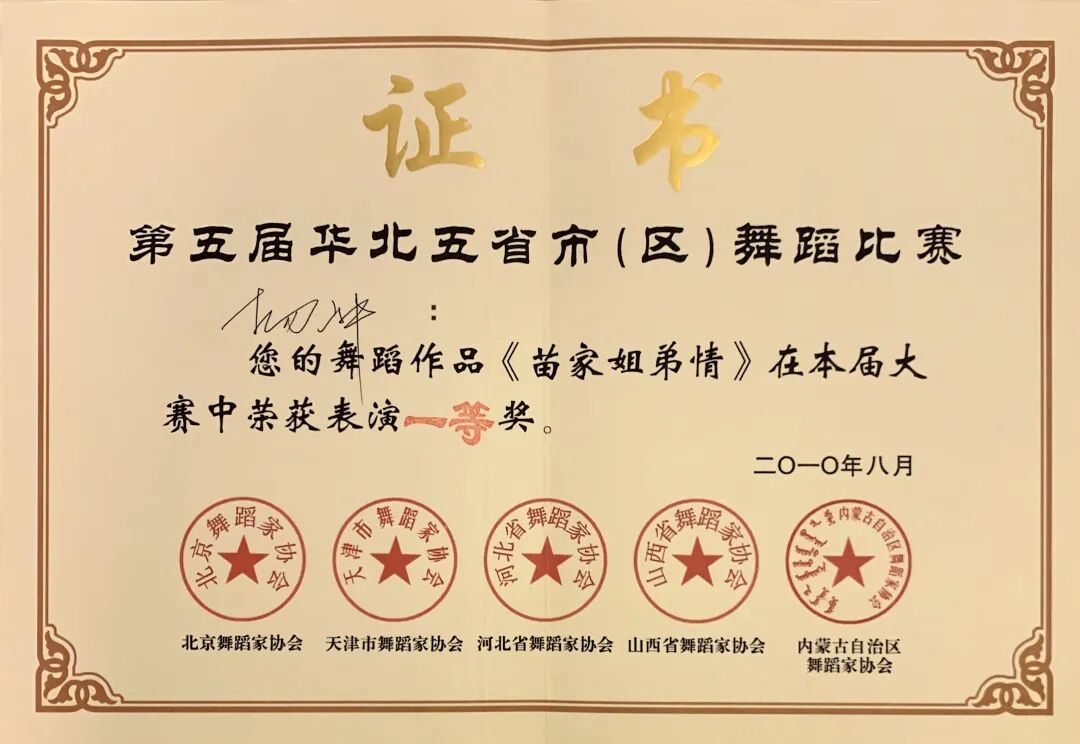 证书
第五届华北五省市(区)舞蹈比赛
:
您的舞蹈作品《苗家姐弟情》在本届大
赛中荣获表演一等奖。
二〇一〇年八月
北京舞蹈家协会
天津市舞蹈家协会
河北省舞蹈家协会
山西省舞蹈家协会
内蒙古自治区舞蹈家协会
北京舞蹈家协会
天津市舞蹈家协会
河北省舞蹈家协会
山西省舞蹈家协会
内蒙古自治区
舞蹈家协会